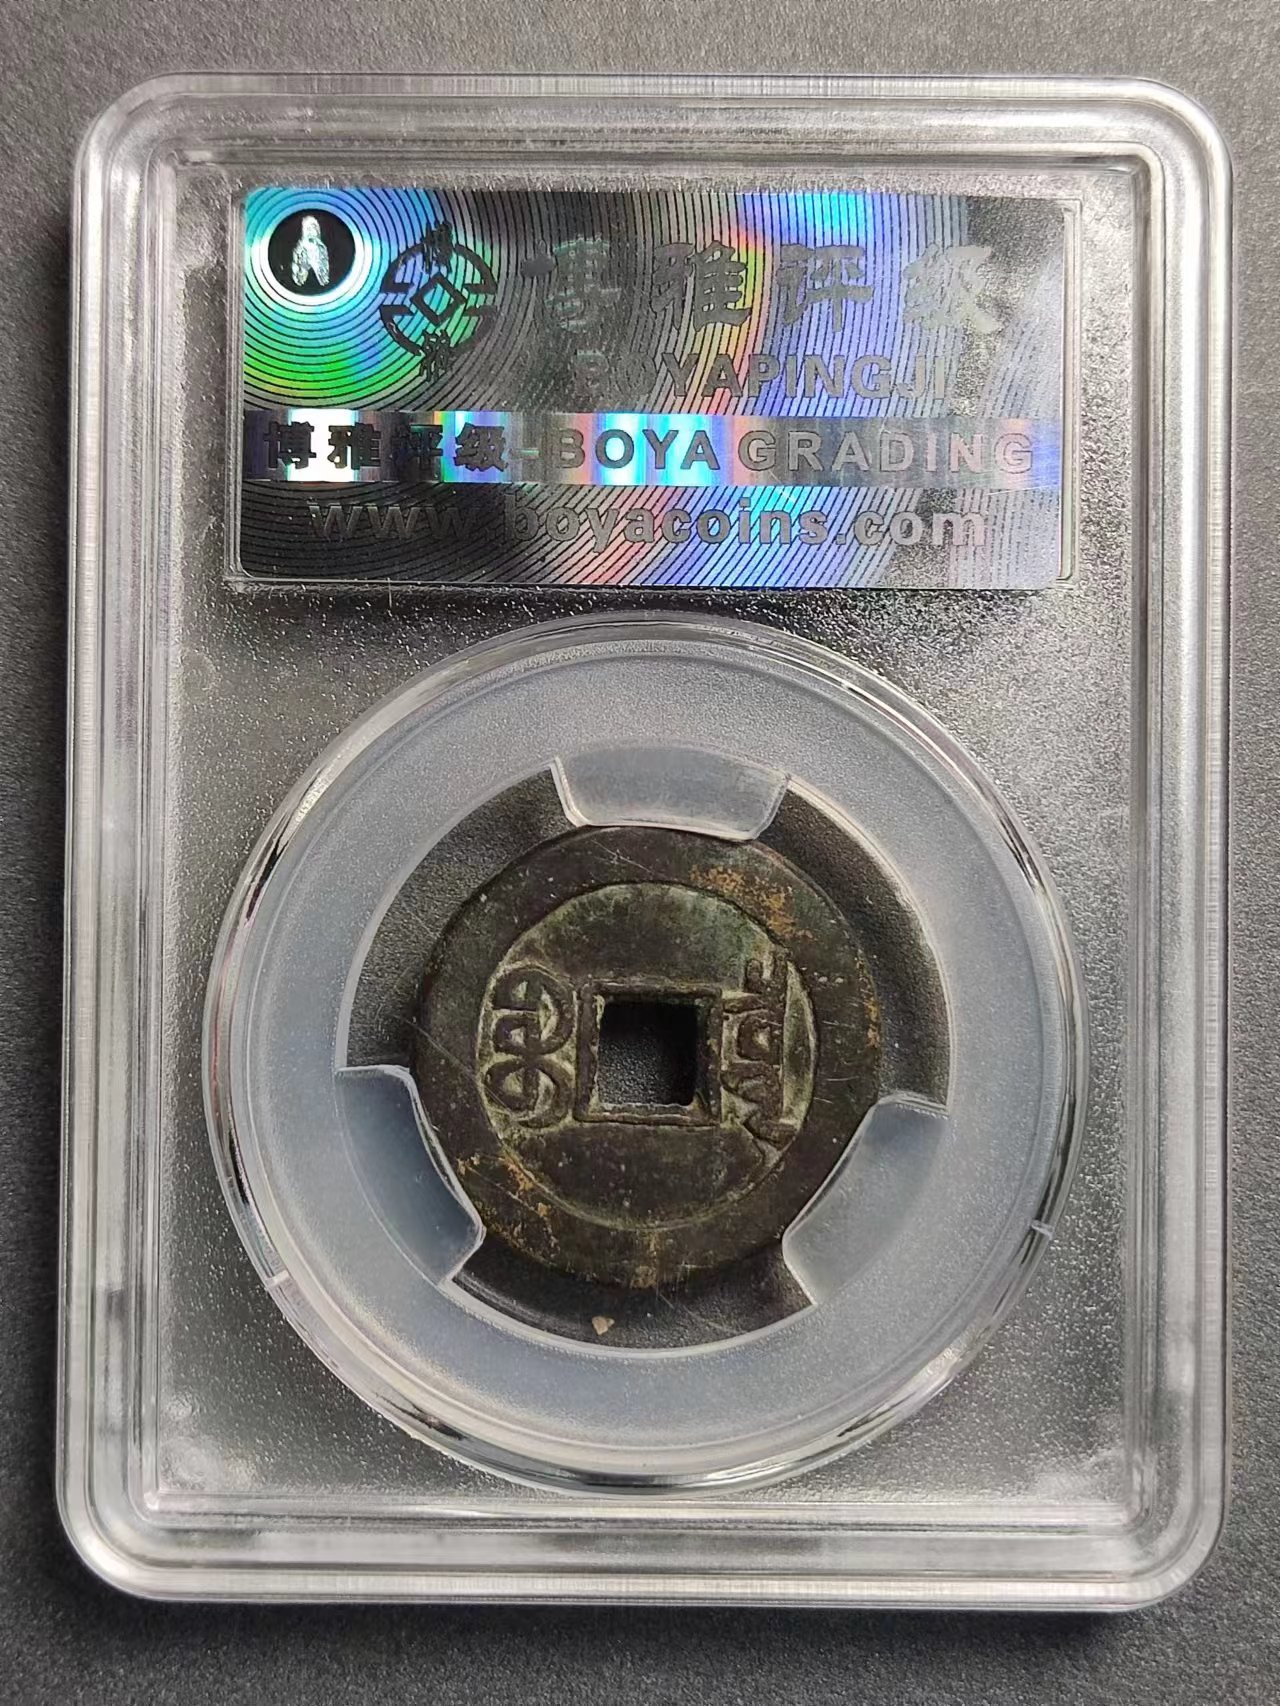 博雅评级
BOYAPINGJI
博雅评级-BOYA GRADING
www.boyacoins.com